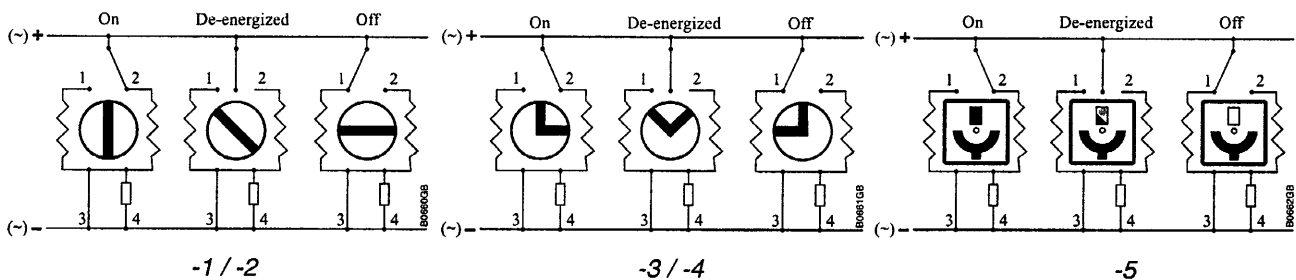 On De-energized Off
(~) +
1 2 1 2 1 2
3 4 3 4 3 4
(~) –
B0660GB
-1 / -2
On De-energized Off
(~) +
1 2 1 2 1 2
3 4 3 4 3 4
(~) –
B0661GB
-3 / -4
On De-energized Off
(~) +
1 2 1 2 1 2
3 4 3 4 3 4
(~) –
B0662GB
-5